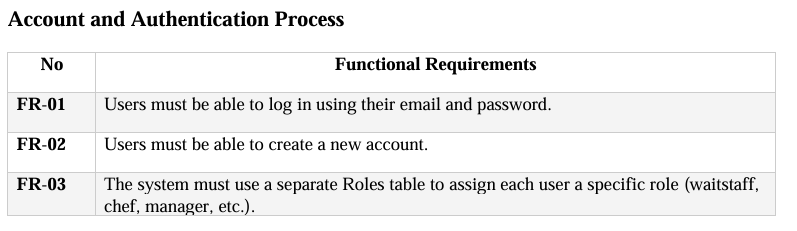 Account and Authentication Process
No Functional Requirements
FR-01 Users must be able to log in using their email and password.
FR-02 Users must be able to create a new account.
FR-03 The system must use a separate Roles table to assign each user a specific role (waitstaff,
chef, manager, etc.).